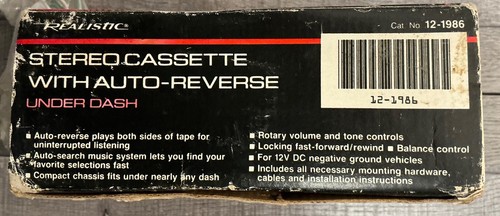 REALISTIC®
Cat. No. 12-1986
STEREO CASSETTE
WITH AUTO-REVERSE
UNDER DASH
12-1986
■ Auto-reverse plays both sides of tape for
uninterrupted listening
■ Auto-search music system lets you find your
favorite selections fast
■ Compact chassis fits under nearly any dash
■ Rotary volume and tone controls
■ Locking fast-forward/rewind ■ Balance control
■ For 12V DC negative ground vehicles
■ Includes all necessary mounting hardware,
cables and installation instructions